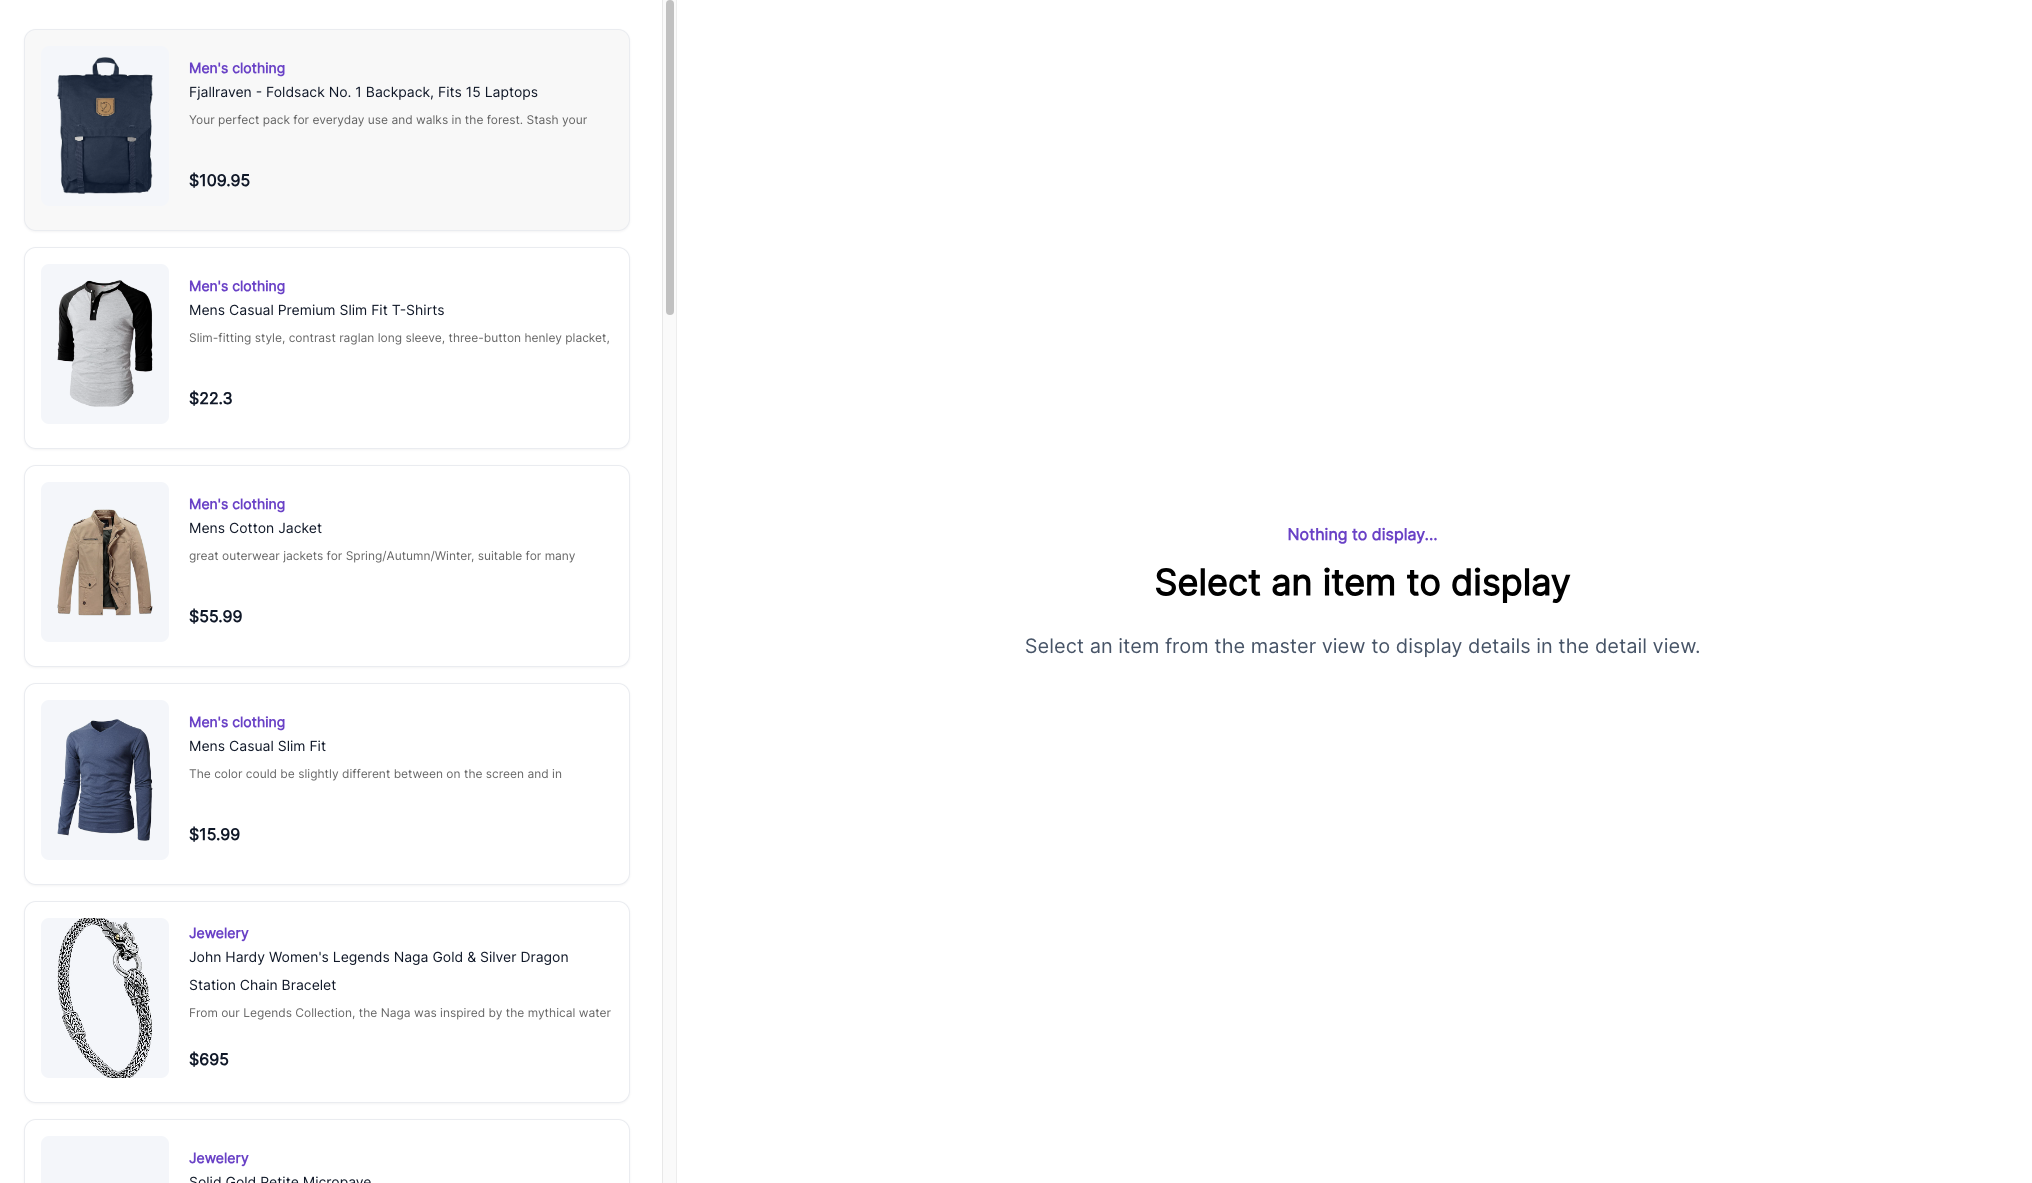 Men's clothing
Fjallraven - Foldsack No. 1 Backpack, Fits 15 Laptops
Your perfect pack for everyday use and walks in the forest. Stash your
$109.95
Men's clothing
Mens Casual Premium Slim Fit T-Shirts
Slim-fitting style, contrast raglan long sleeve, three-button henley placket,
$22.3
Men's clothing
Mens Cotton Jacket
great outerwear jackets for Spring/Autumn/Winter, suitable for many
$55.99
Men's clothing
Mens Casual Slim Fit
The color could be slightly different between on the screen and in
$15.99
Jewelery
John Hardy Women's Legends Naga Gold & Silver Dragon
Station Chain Bracelet
From our Legends Collection, the Naga was inspired by the mythical water
$695
Jewelery
Solid Gold Petite Micropave
Nothing to display...
Select an item to display
Select an item from the master view to display details in the detail view.